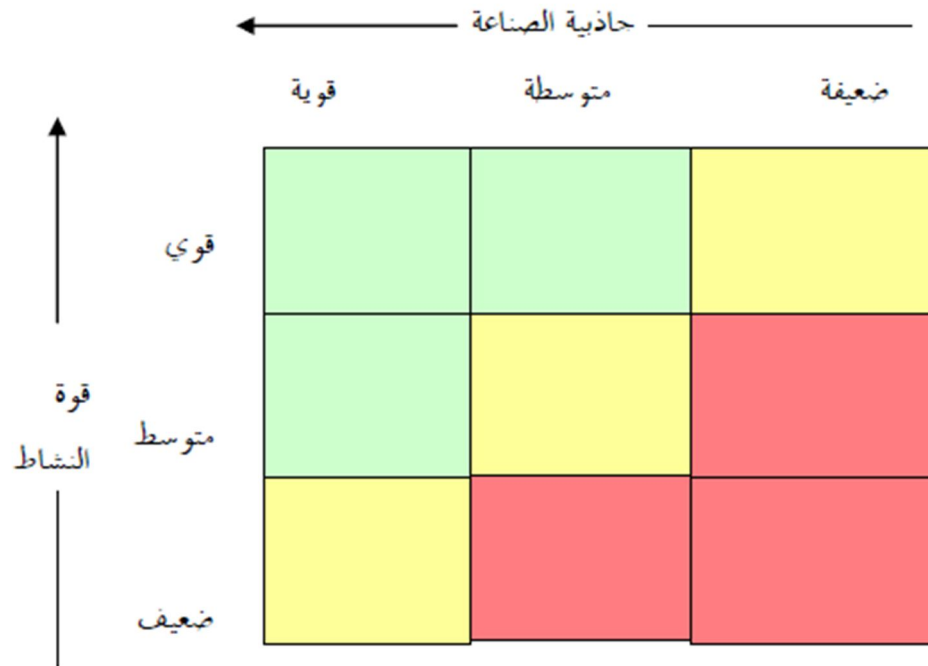 جاذبية الصناعة
ضعيفة
متوسطة
قوية
قوي
متوسط
ضعيف
قوة
النشاط